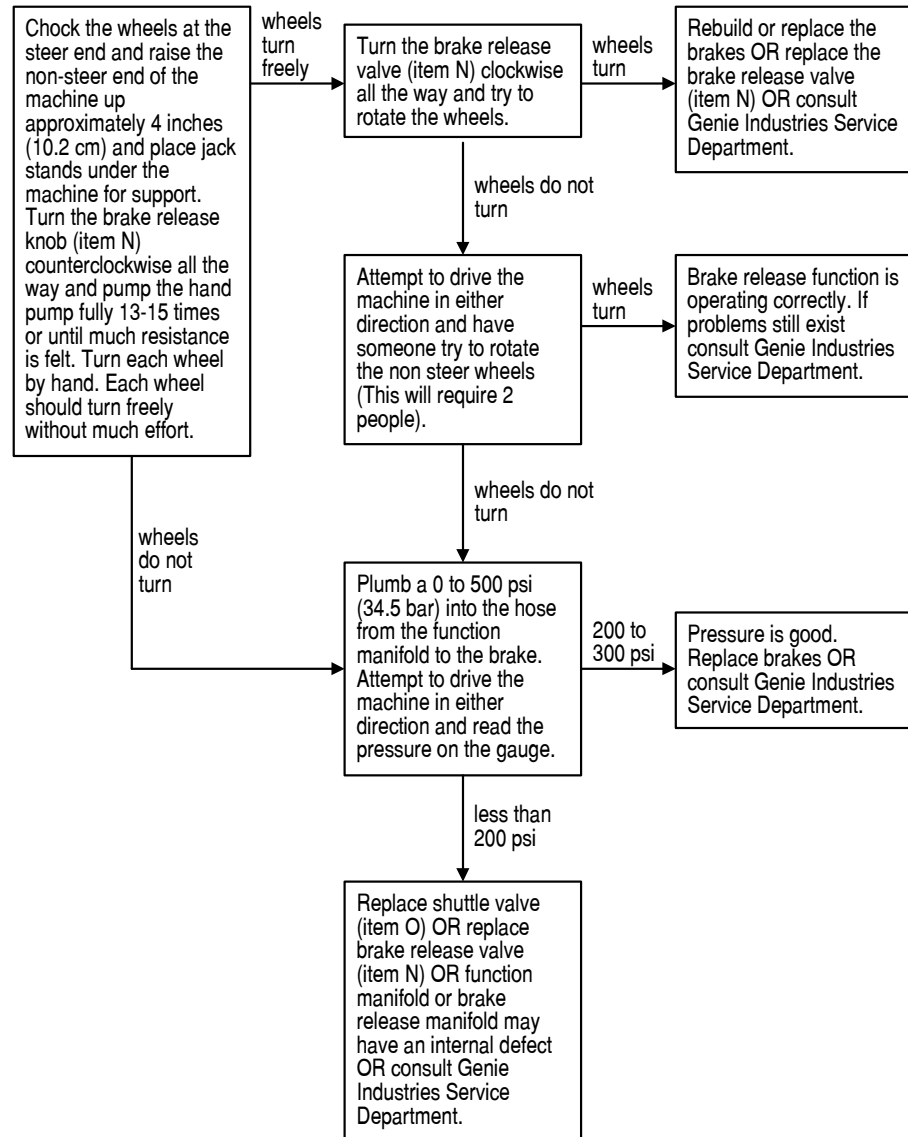 Chock the wheels at the
steer end and raise the
non-steer end of the
machine up
approximately 4 inches
(10.2 cm) and place jack
stands under the
machine for support.
Turn the brake release
knob (item N)
counterclockwise all the
way and pump the hand
pump fully 13-15 times
or until much resistance
is felt. Turn each wheel
by hand. Each wheel
should turn freely
without much effort.
wheels
turn
freely
Turn the brake release
valve (item N) clockwise
all the way and try to
rotate the wheels.
wheels
turn
Rebuild or replace the
brakes OR replace the
brake release valve
(item N) OR consult
Genie Industries Service
Department.
wheels do not
turn
Attempt to drive the
machine in either
direction and have
someone try to rotate
the non steer wheels
(This will require 2
people).
wheels
turn
Brake release function is
operating correctly. If
problems still exist
consult Genie Industries
Service Department.
wheels do not
turn
wheels
do not
turn
Plumb a 0 to 500 psi
(34.5 bar) into the hose
from the function
manifold to the brake.
Attempt to drive the
machine in either
direction and read the
pressure on the gauge.
200 to
300 psi
Pressure is good.
Replace brakes OR
consult Genie Industries
Service Department.
less than
200 psi
Replace shuttle valve
(item O) OR replace
brake release valve
(item N) OR function
manifold or brake
release manifold may
have an internal defect
OR consult Genie
Industries Service
Department.